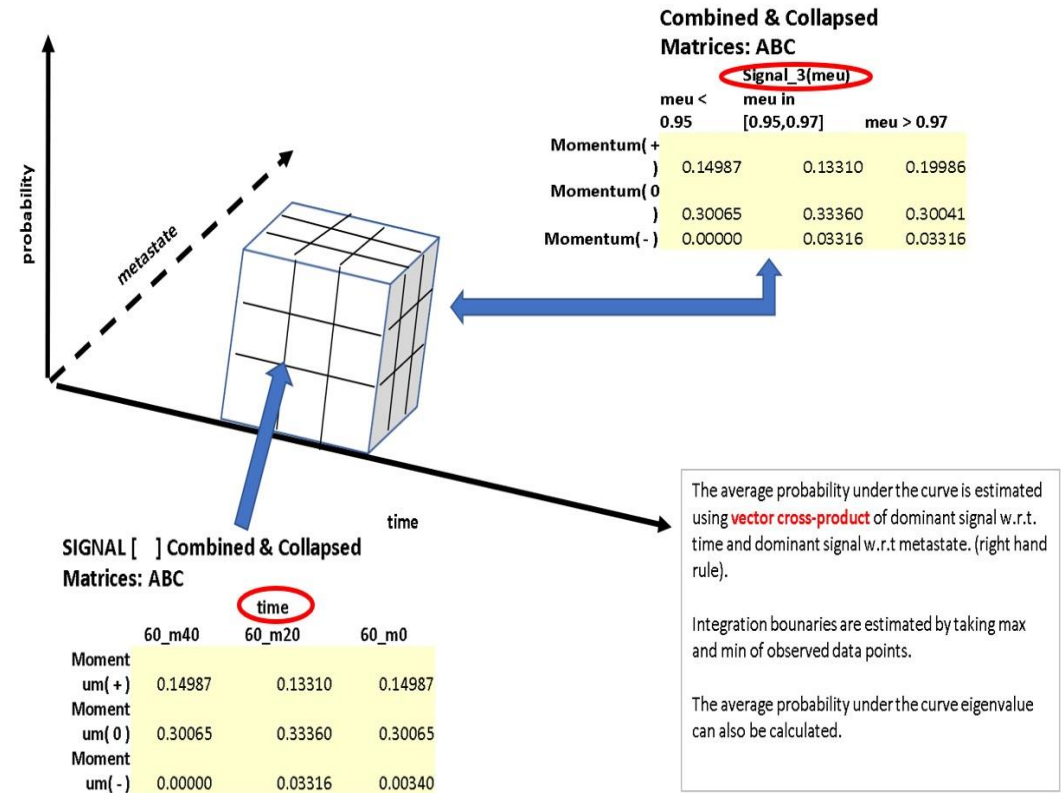 Combined & Collapsed
Matrices: ABC
Signal_3(meu)
meu < meu in
0.95 [0.95,0.97] meu > 0.97
Momentum( +
) 0.14987 0.13310 0.19986
Momentum( 0
) 0.30065 0.33360 0.30041
Momentum( - ) 0.00000 0.03316 0.03316
probability
metastate
time
SIGNAL [ ] Combined & Collapsed
Matrices: ABC
time
60_m40 60_m20 60_m0
Moment
um( + ) 0.14987 0.13310 0.14987
Moment
um( 0 ) 0.30065 0.33360 0.30065
Moment
um( - ) 0.00000 0.03316 0.00340
The average probability under the curve is estimated
using vector cross-product of dominant signal w.r.t.
time and dominant signal w.r.t metastate. (right hand
rule).
Integration bounaries are estimated by taking max
and min of observed data points.
The average probability under the curve eigenvalue
can also be calculated.